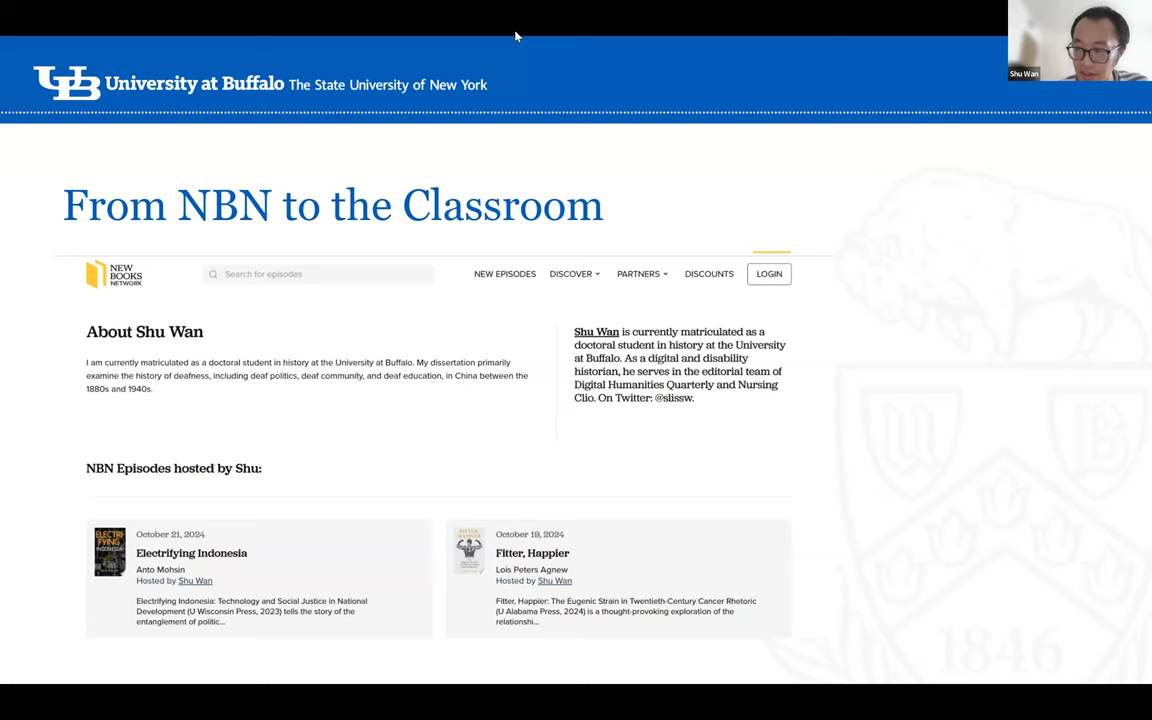 Shu Wan
UB University at Buffalo The State University of New York
From NBN to the Classroom
NEW
BOOKS
NETWORK
Search for episodes
NEW EPISODES
DISCOVER
PARTNERS
DISCOUNTS
LOGIN
About Shu Wan
I am currently matriculated as a doctoral student in history at the University at Buffalo. My dissertation primarily
examine the history of deafness, including deaf politics, deaf community, and deaf education, in China between the
1880s and 1940s.
Shu Wan is currently matriculated as a
doctoral student in history at the University
at Buffalo. As a digital and disability
historian, he serves in the editorial team of
Digital Humanities Quarterly and Nursing
Clio. On Twitter: @slissw.
NBN Episodes hosted by Shu:
ELECTRI
FYING
INDONESIA
October 21, 2024
Electrifying Indonesia
Anto Mohsin
Hosted by Shu Wan
Electrifying Indonesia: Technology and Social Justice in National
Development (U Wisconsin Press, 2023) tells the story of the
entanglement of politic...
FITTER,
HAPPIER
October 19, 2024
Fitter, Happier
Lois Peters Agnew
Hosted by Shu Wan
Fitter, Happier: The Eugenic Strain in Twentieth-Century Cancer Rhetoric
(U Alabama Press, 2024) is a thought-provoking exploration of the
relationshi...
U B
1846